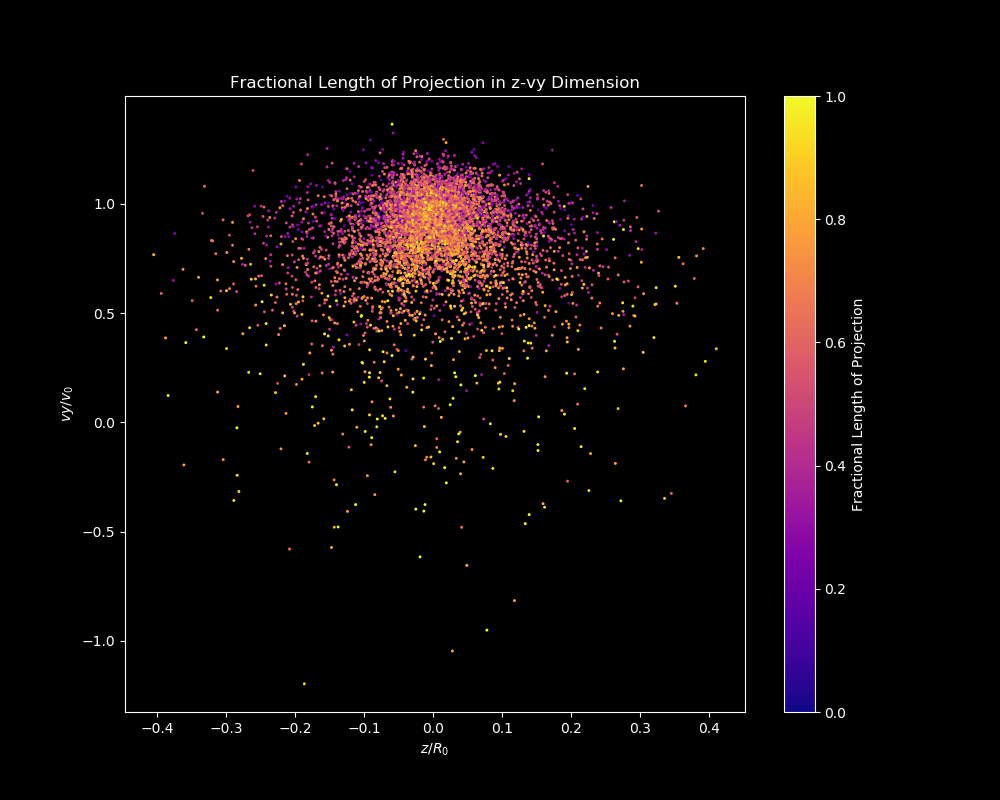 Fractional Length of Projection in z-vy Dimension
1.0
0.5
0.0
−0.5
−1.0
vy/v₀
−0.4 −0.3 −0.2 −0.1 0.0 0.1 0.2 0.3 0.4
z/R₀
1.0
0.8
0.6
0.4
0.2
0.0
Fractional Length of Projection